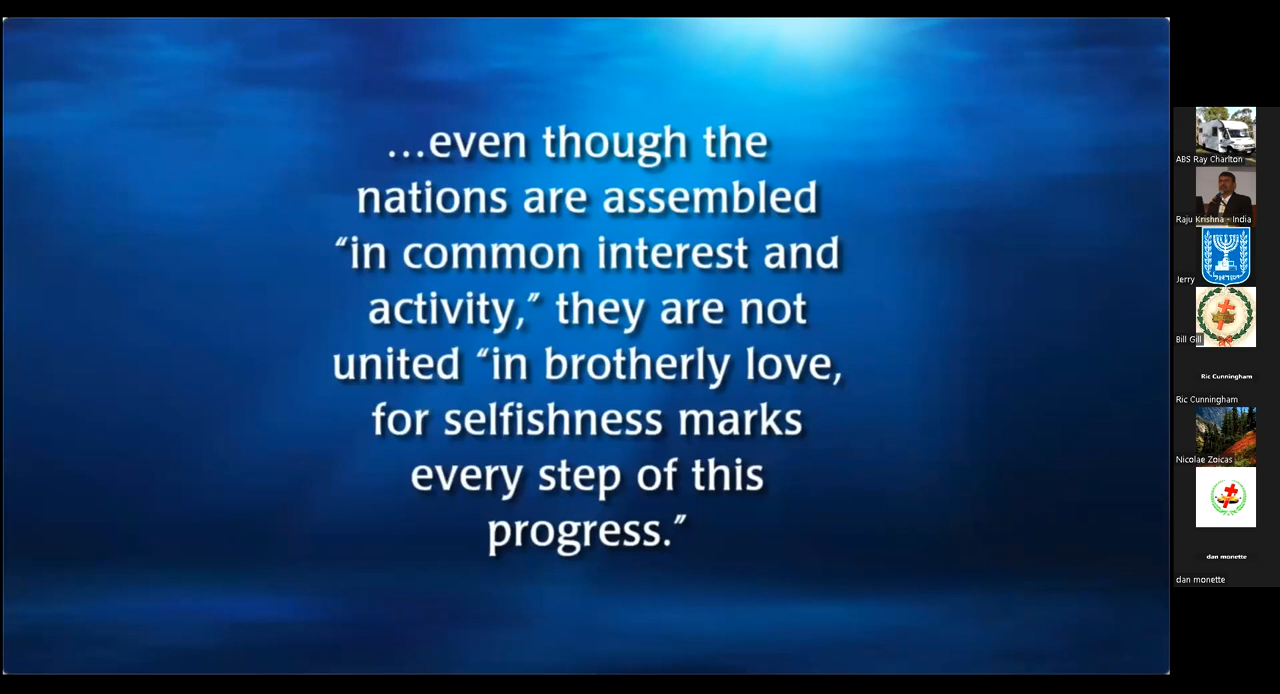 ...even though the
nations are assembled
“in common interest and
activity,” they are not
united “in brotherly love,
for selfishness marks
every step of this
progress.”
ABS Ray Charlton
Raju Krishna - India
Jerry
ישראל
Bill Gill
Ric Cunningham
Ric Cunningham
Nicolae Zoicas
dan monette
dan monette